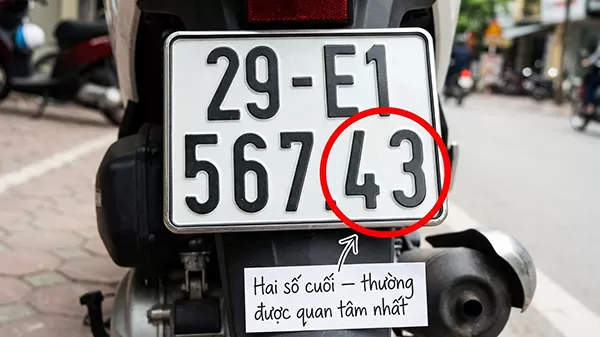 29-E1
567.43
Hai số cuối – thường
được quan tâm nhất